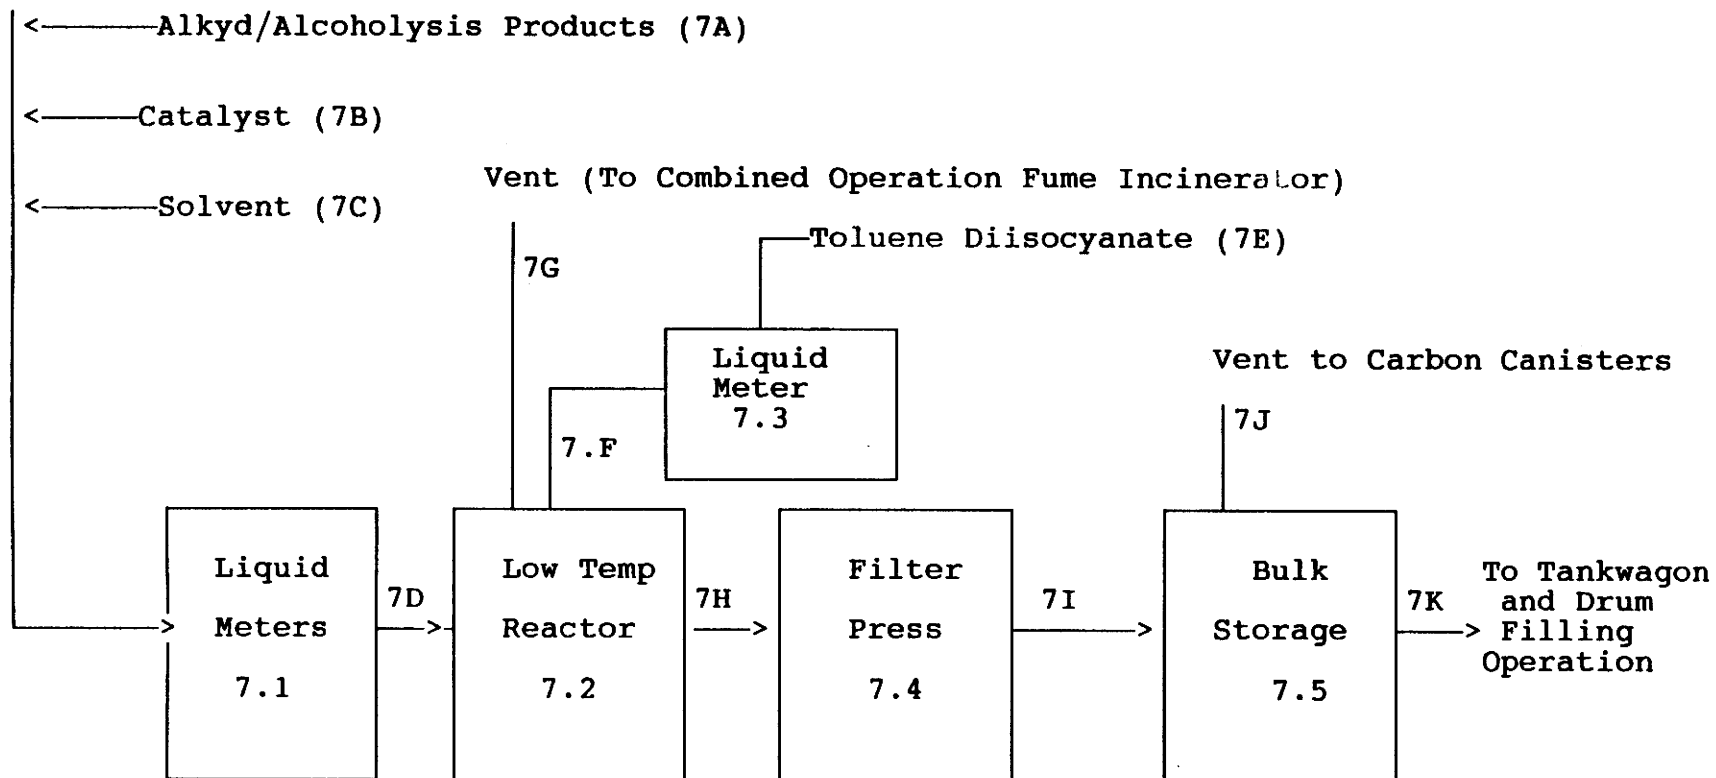 <———Alkyd/Alcoholysis Products (7A)
<———Catalyst (7B)
Vent (To Combined Operation Fume Incinerator)
<———Solvent (7C)
Toluene Diisocyanate (7E)
7G
Liquid
Meter
7.3
Vent to Carbon Canisters
7J
7.F
Liquid
Meters
7.1
7D
—>
Low Temp
Reactor
7.2
7H
—>
Filter
Press
7.4
7I
—>
Bulk
Storage
7.5
7K
—>
To Tankwagon
and Drum
Filling
Operation